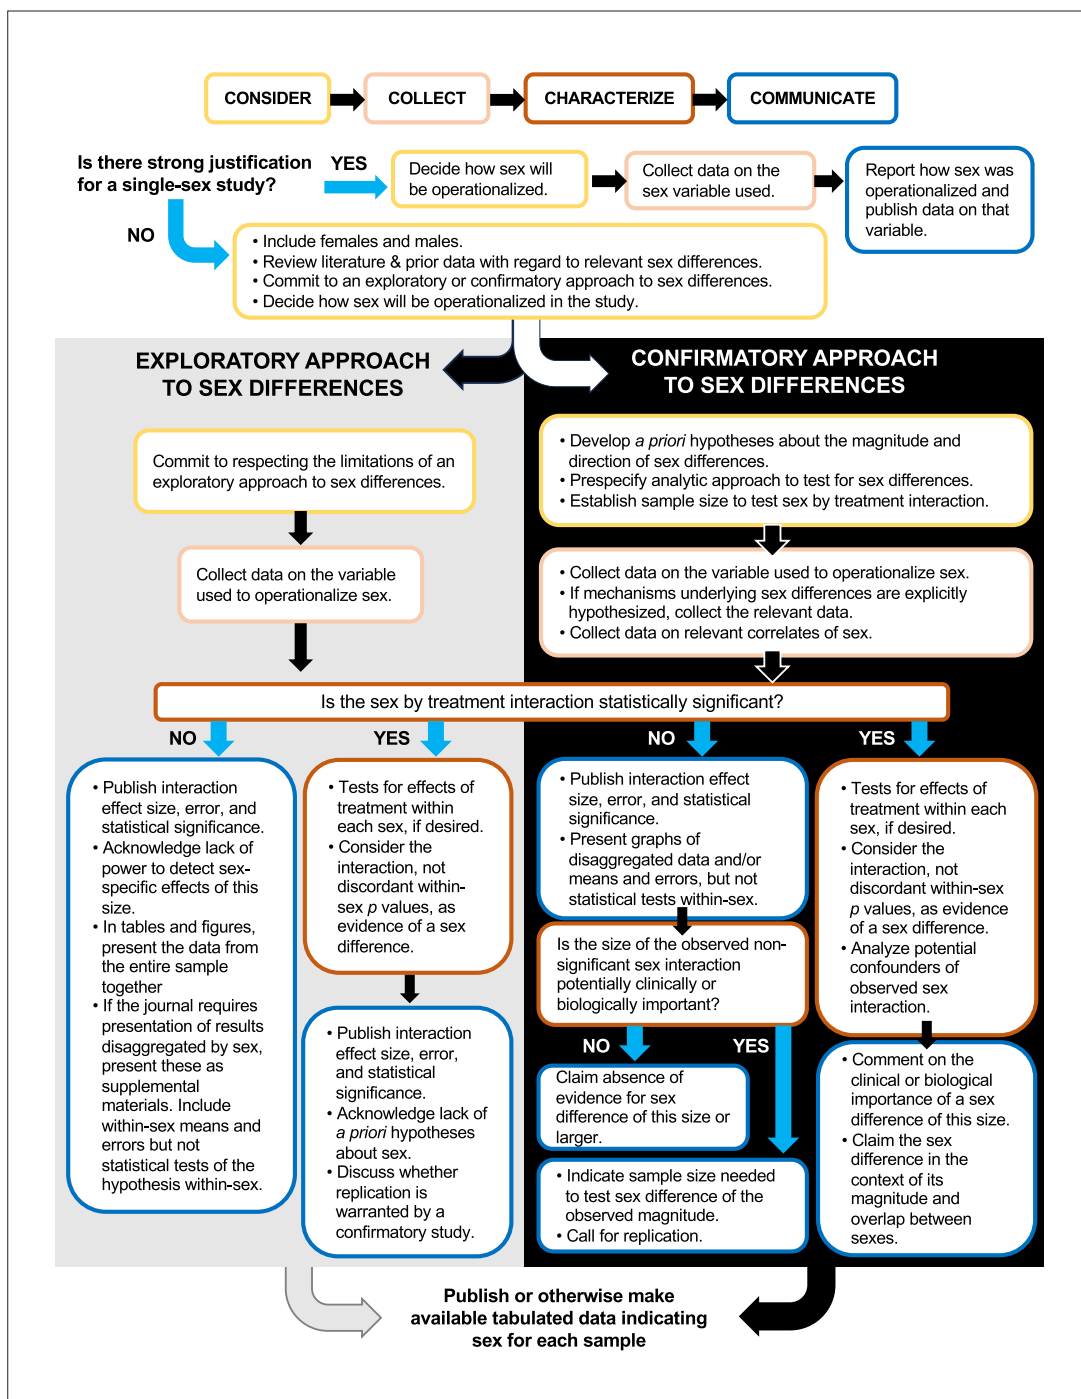 CONSIDER
COLLECT
CHARACTERIZE
COMMUNICATE
Is there strong justification
for a single-sex study?
YES
Decide how sex will
be operationalized.
Collect data on the
sex variable used.
Report how sex was
operationalized and
publish data on that
variable.
NO
• Include females and males.
• Review literature & prior data with regard to relevant sex differences.
• Commit to an exploratory or confirmatory approach to sex differences.
• Decide how sex will be operationalized in the study.
EXPLORATORY APPROACH
TO SEX DIFFERENCES
Commit to respecting the limitations of an
exploratory approach to sex differences.
Collect data on the variable
used to operationalize sex.
CONFIRMATORY APPROACH
TO SEX DIFFERENCES
• Develop a priori hypotheses about the magnitude and
direction of sex differences.
• Prespecify analytic approach to test for sex differences.
• Establish sample size to test sex by treatment interaction.
• Collect data on the variable used to operationalize sex.
• If mechanisms underlying sex differences are explicitly
hypothesized, collect the relevant data.
• Collect data on relevant correlates of sex.
Is the sex by treatment interaction statistically significant?
NO
• Publish interaction
effect size, error, and
statistical significance.
• Acknowledge lack of
power to detect sex-
specific effects of this
size.
• In tables and figures,
present the data from
the entire sample
together
• If the journal requires
presentation of results
disaggregated by sex,
present these as
supplemental
materials. Include
within-sex means and
errors but not
statistical tests of the
hypothesis within-sex.
YES
• Tests for effects of
treatment within
each sex, if desired.
• Consider the
interaction, not
discordant within-
sex p values, as
evidence of a sex
difference.
• Publish interaction
effect size, error,
and statistical
significance.
• Acknowledge lack of
a priori hypotheses
about sex.
• Discuss whether
replication is
warranted by a
confirmatory study.
NO
• Publish interaction effect
size, error, and statistical
significance.
• Present graphs of
disaggregated data and/or
means and errors, but not
statistical tests within-sex.
Is the size of the observed non-
significant sex interaction
potentially clinically or
biologically important?
NO
Claim absence of
evidence for sex
difference of this size or
larger.
YES
• Indicate sample size needed
to test sex difference of the
observed magnitude.
• Call for replication.
YES
• Tests for effects of
treatment within each
sex, if desired.
• Consider the
interaction, not
discordant within-sex
p values, as evidence
of a sex difference.
• Analyze potential
confounders of
observed sex
interaction.
• Comment on the
clinical or biological
importance of a sex
difference of this size.
• Claim the sex
difference in the
context of its
magnitude and
overlap between
sexes.
Publish or otherwise make
available tabulated data indicating
sex for each sample